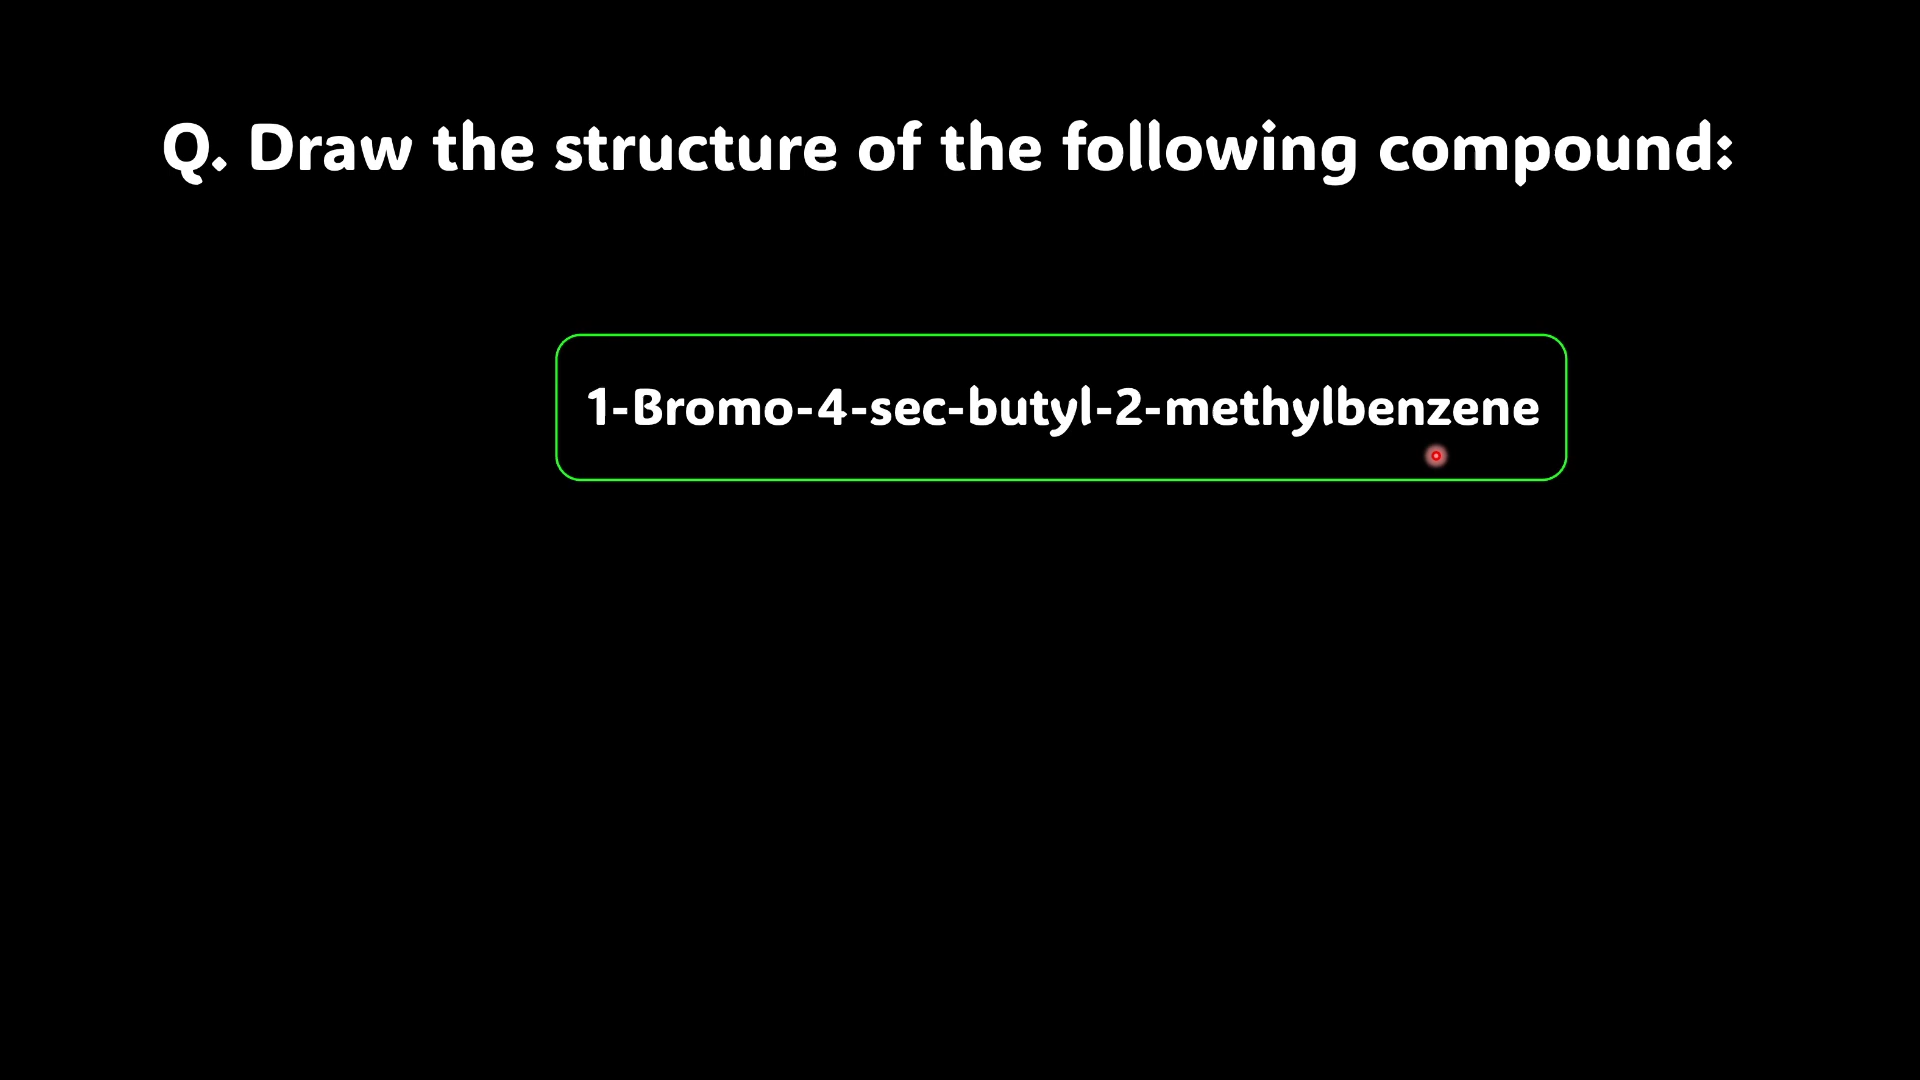 Q. Draw the structure of the following compound:
1-Bromo-4-sec-butyl-2-methylbenzene